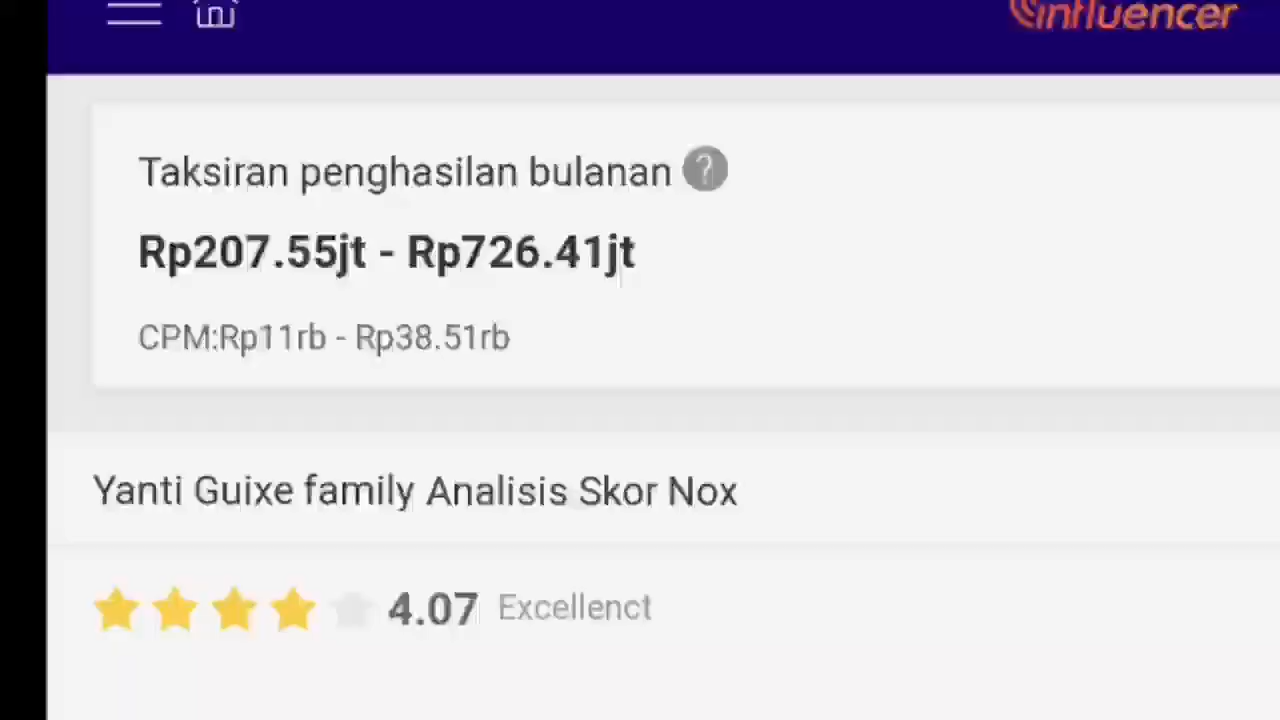 influencer
Taksiran penghasilan bulanan ?
Rp207.55jt - Rp726.41jt
CPM:Rp11rb - Rp38.51rb
Yanti Guixe family Analisis Skor Nox
4.07 Excellenct